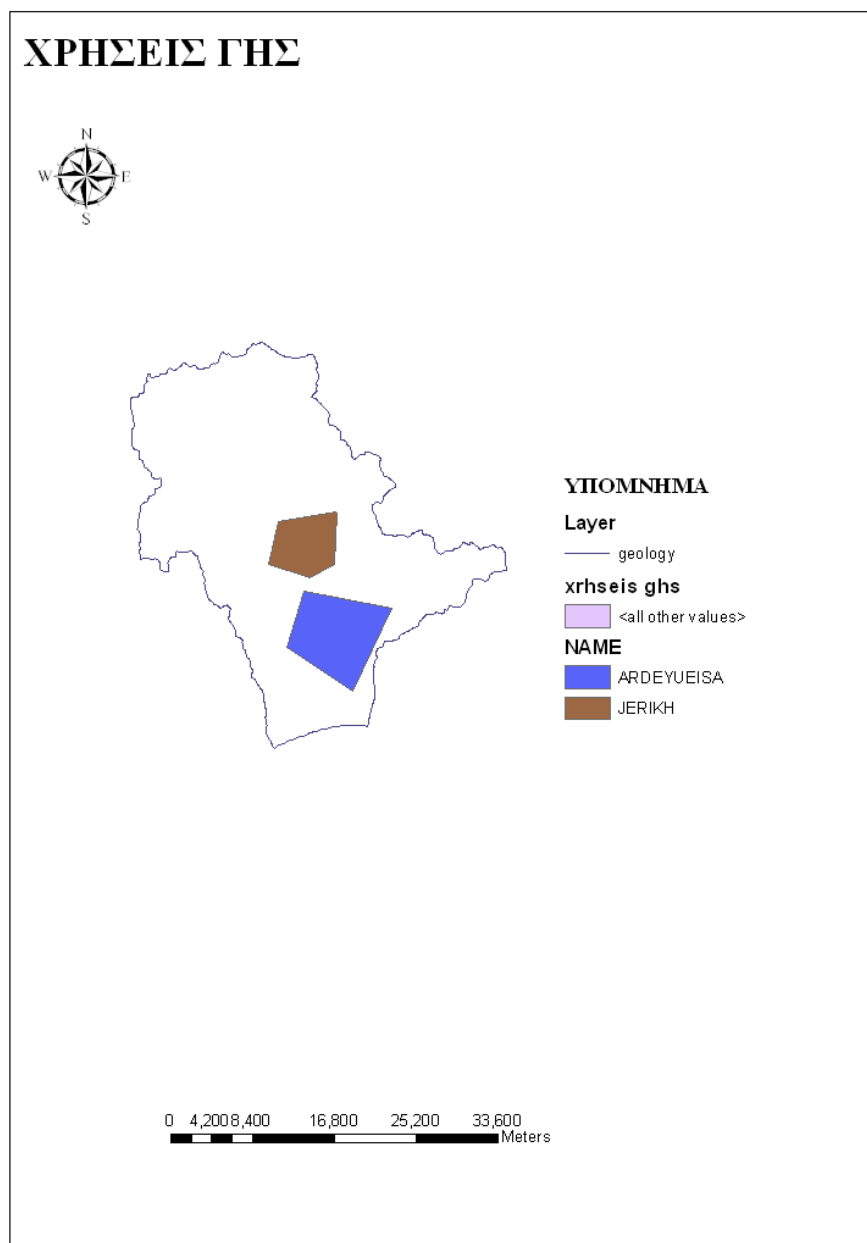 ΧΡΗΣΕΙΣ ΓΗΣ
N
W E
S
ΥΠΟΜΝΗΜΑ
Layer
geology
xrhseis ghs
<all other values>
NAME
ARDEYUEISA
JERIKH
0 4,200 8,400 16,800 25,200 33,600
Meters